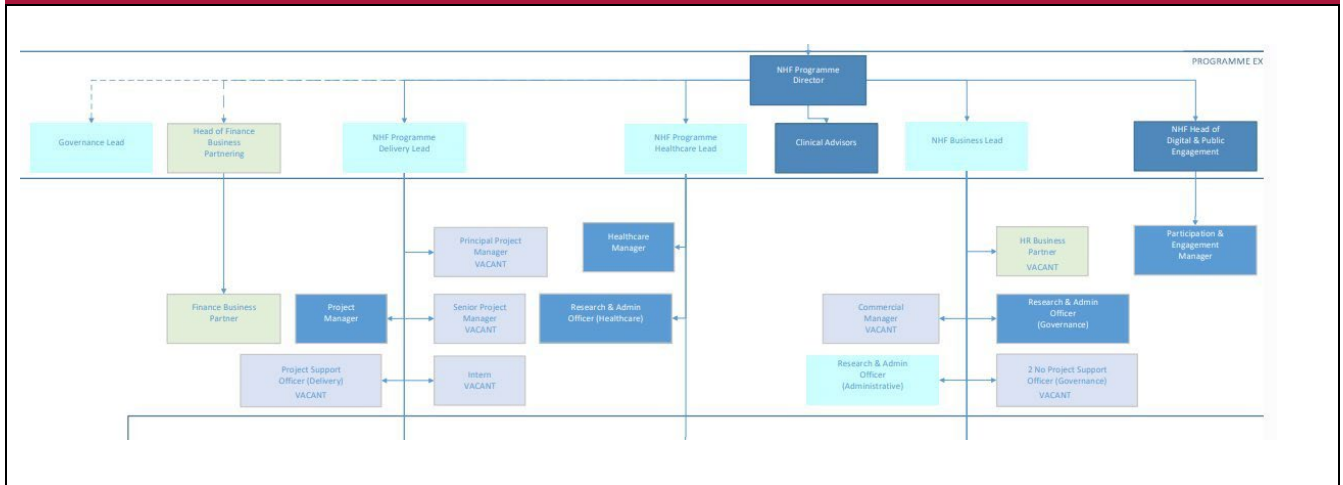 PROGRAMME EX
NHF Programme
Director
Governance Lead
Head of Finance
Business
Partnering
NHF Programme
Delivery Lead
NHF Programme
Healthcare Lead
Clinical Advisors
NHF Business Lead
NHF Head of
Digital & Public
Engagement
Principal Project
Manager
VACANT
Healthcare
Manager
HR Business
Partner
VACANT
Participation &
Engagement
Manager
Finance Business
Partner
Project
Manager
Senior Project
Manager
VACANT
Research & Admin
Officer (Healthcare)
Commercial
Manager
VACANT
Research & Admin
Officer
(Governance)
Project Support
Officer (Delivery)
VACANT
Intern
VACANT
Research & Admin
Officer
(Administrative)
2 No Project Support
Officer (Governance)
VACANT